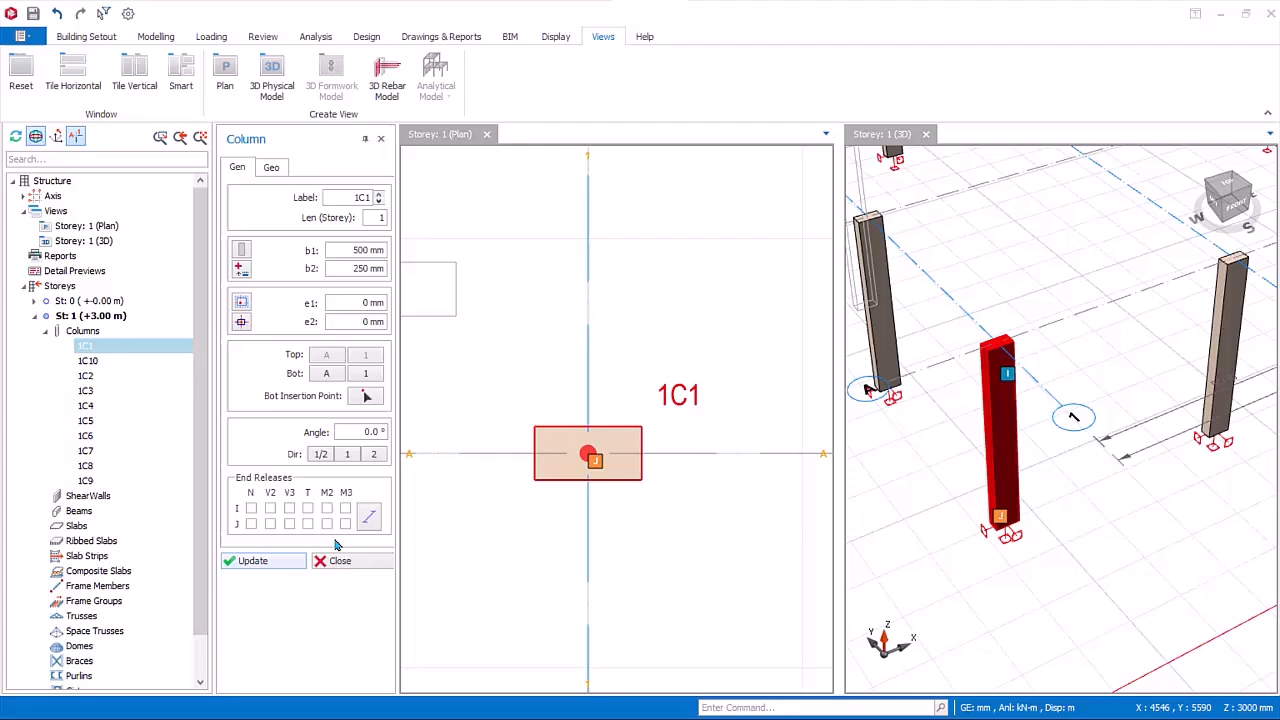 Building Setout Modelling Loading Review Analysis Design Drawings & Reports BIM Display Views Help
Reset Tile Horizontal Tile Vertical Smart Plan 3D Physical Model 3D Formwork Model 3D Rebar Model Analytical Model
Window Create View
Search...
Structure
Axis
Views
Storey: 1 (Plan)
Storey: 1 (3D)
Reports
Detail Previews
Storeys
St: 0 ( +-0.00 m)
St: 1 (+3.00 m)
Columns
1C1
1C10
1C2
1C3
1C4
1C5
1C6
1C7
1C8
1C9
ShearWalls
Beams
Slabs
Ribbed Slabs
Slab Strips
Composite Slabs
Frame Members
Frame Groups
Trusses
Space Trusses
Domes
Braces
Purlins
Column
Gen Geo
Label: 1C1
Len (Storey): 1
b1: 500 mm
b2: 250 mm
e1: 0 mm
e2: 0 mm
Top: A 1
Bot: A 1
Bot Insertion Point:
Angle: 0.0 °
Dir: 1/2 1 2
End Releases
N V2 V3 T M2 M3
I
J
Update Close
Storey: 1 (Plan)
1
1C1
A J A
1
Storey: 1 (3D)
FRONT
W S
I
A
1
J
Z
Y X
Enter Command... GE: mm , Anl: kN-m , Disp: m X : 4546 , Y : 5590 Z : 3000 mm